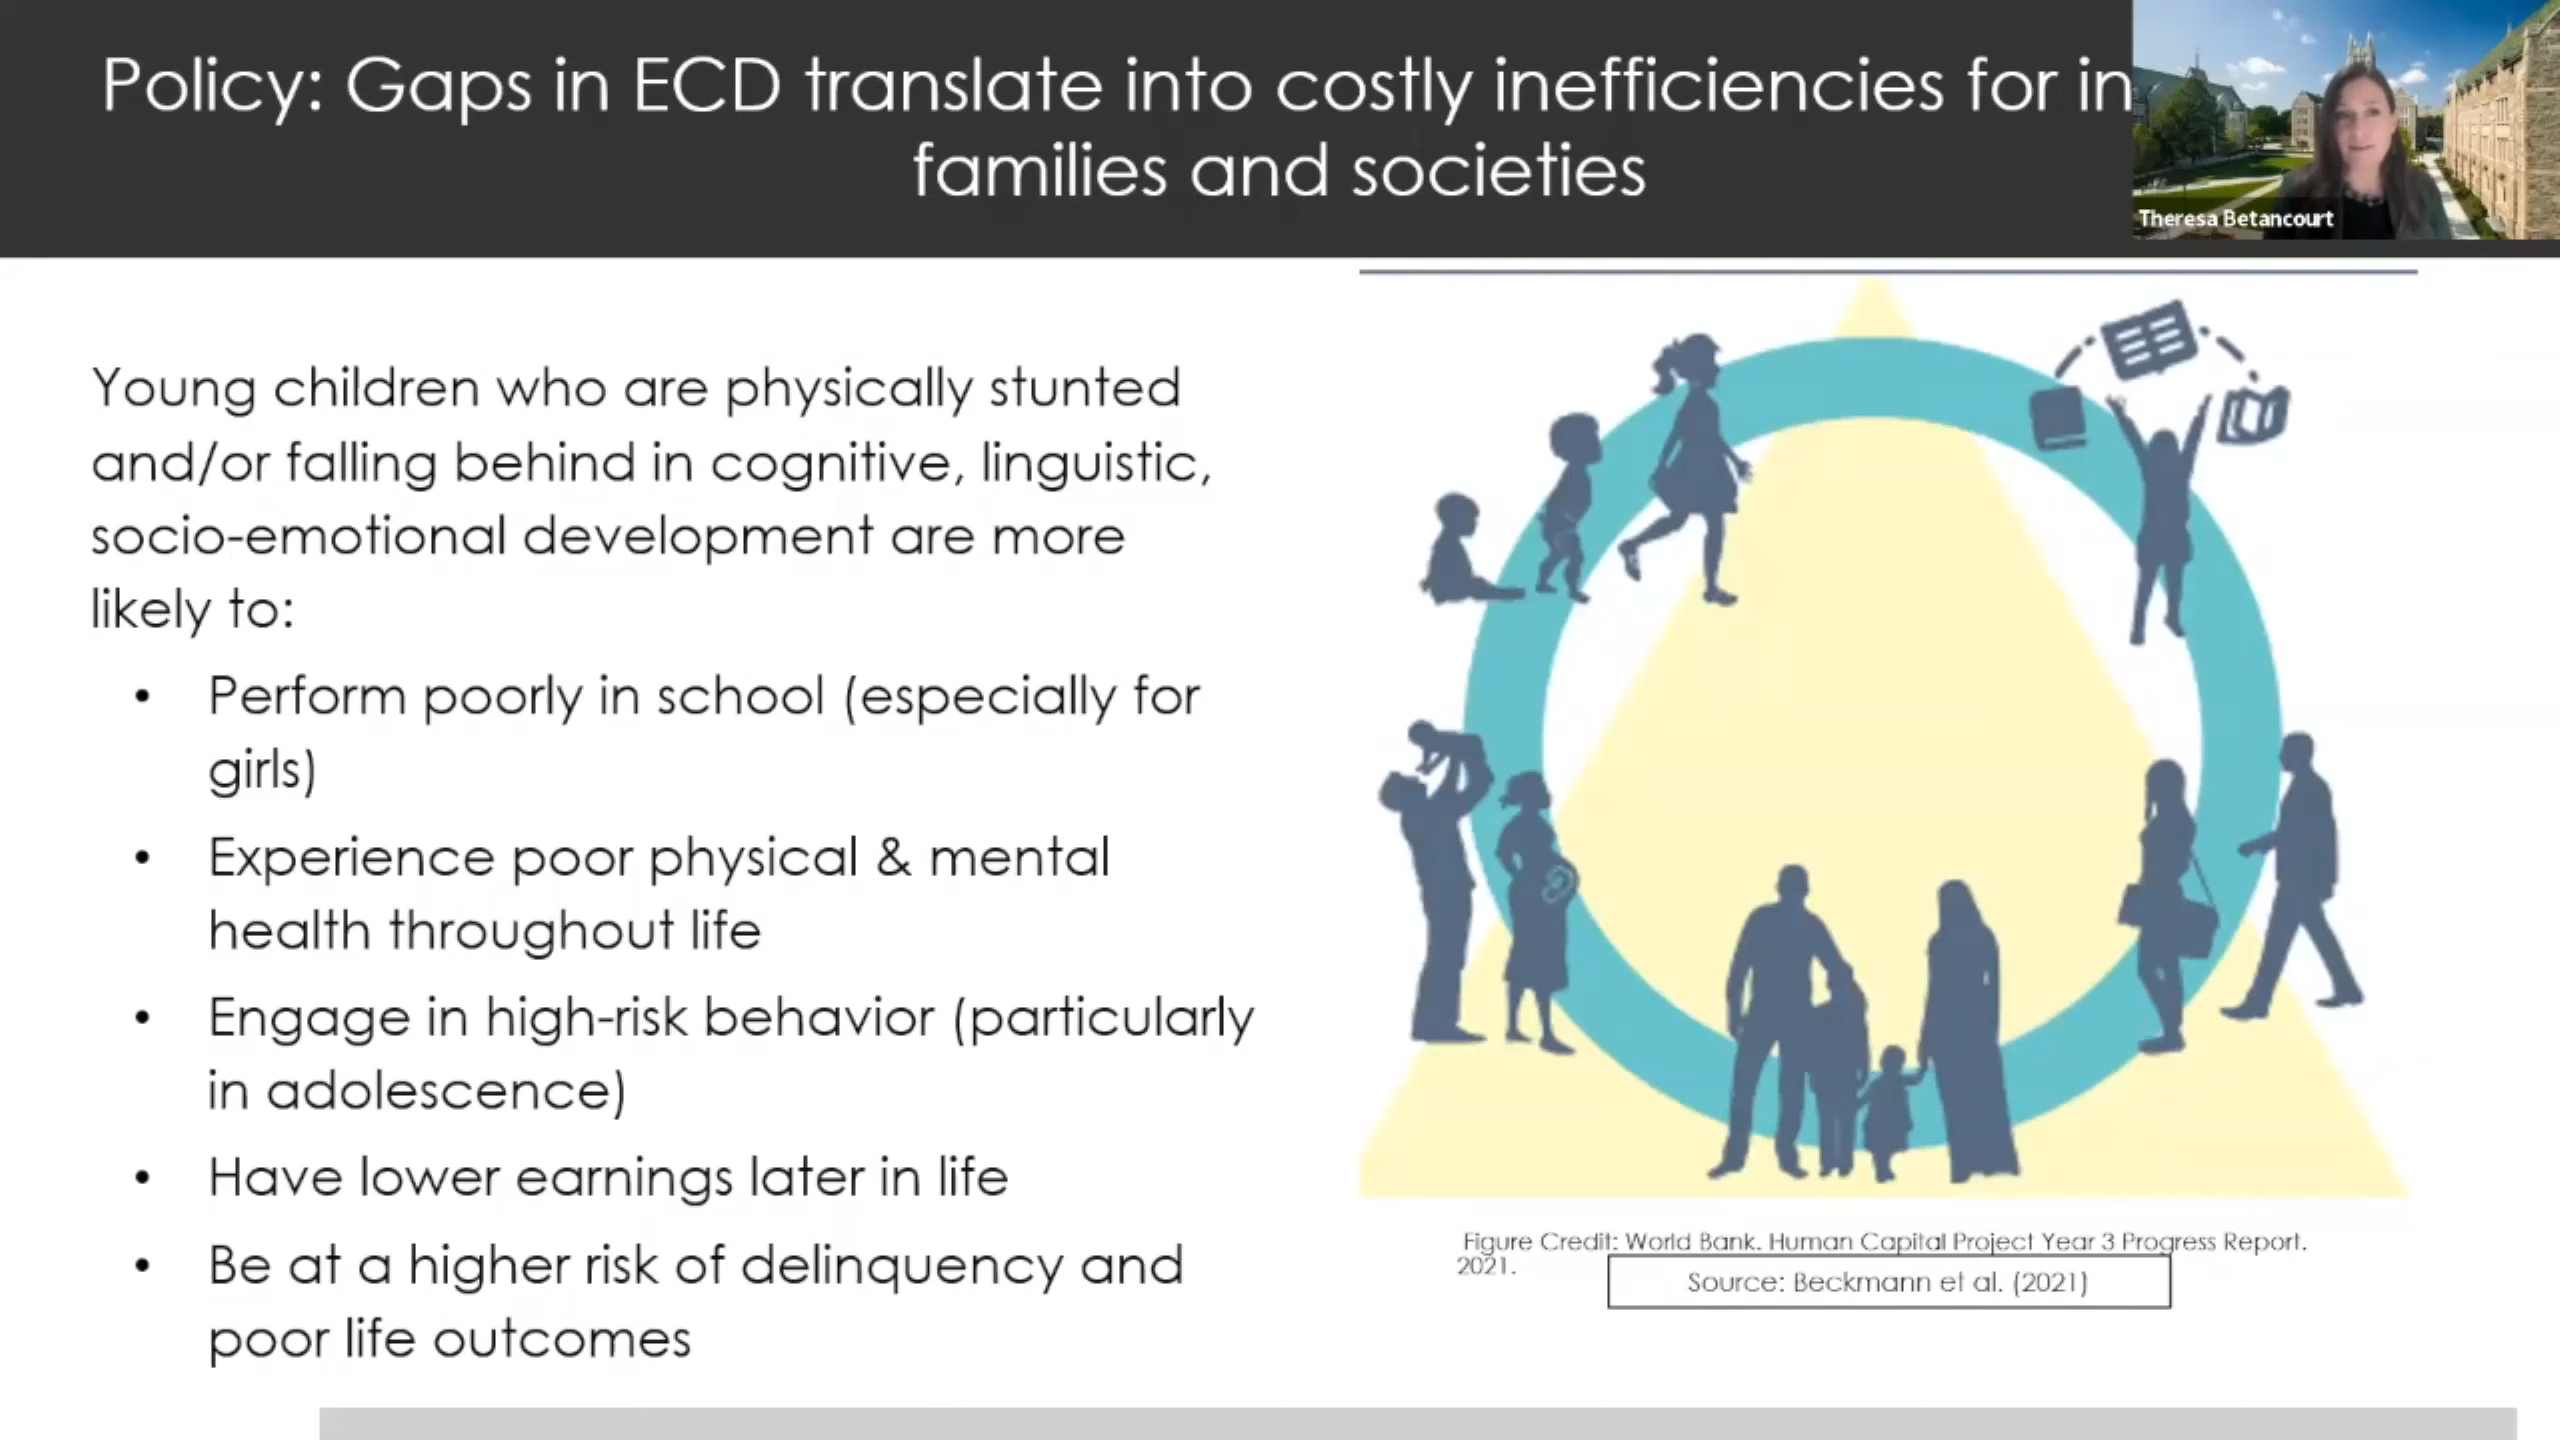 Policy: Gaps in ECD translate into costly inefficiencies for in
families and societies
Theresa Betancourt
Young children who are physically stunted
and/or falling behind in cognitive, linguistic,
socio-emotional development are more
likely to:
• Perform poorly in school (especially for
girls)
• Experience poor physical & mental
health throughout life
• Engage in high-risk behavior (particularly
in adolescence)
• Have lower earnings later in life
• Be at a higher risk of delinquency and
poor life outcomes
Figure Credit: World Bank. Human Capital Project Year 3 Progress Report.
2021.
Source: Beckmann et al. (2021)